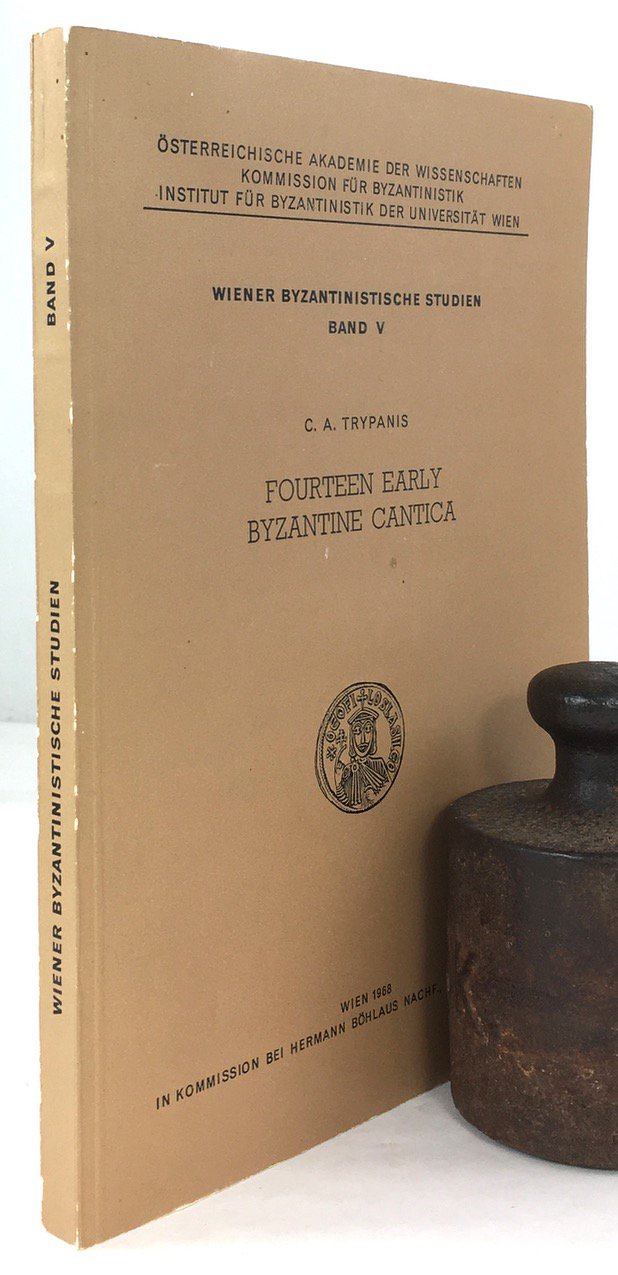 ÖSTERREICHISCHE AKADEMIE DER WISSENSCHAFTEN
KOMMISSION FÜR BYZANTINISTIK
INSTITUT FÜR BYZANTINISTIK DER UNIVERSITÄT WIEN
WIENER BYZANTINISTISCHE STUDIEN
BAND V
C. A. TRYPANIS
FOURTEEN EARLY
BYZANTINE CANTICA
WIEN 1968
IN KOMMISSION BEI HERMANN BÖHLAUS NACHF.,
WIENER BYZANTINISTISCHE STUDIEN BAND V